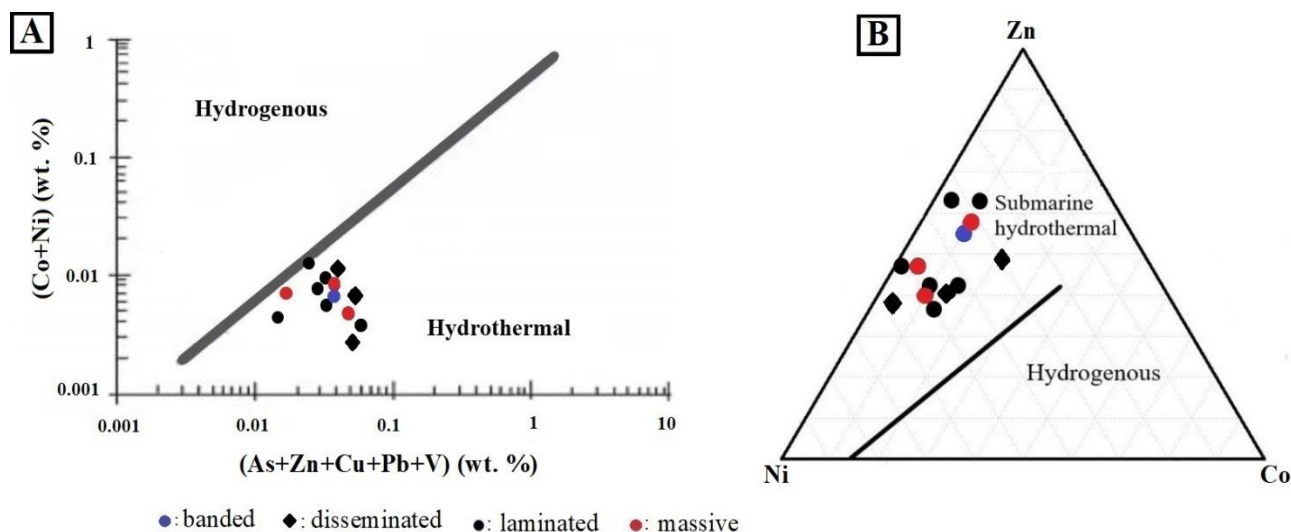 A
1
0.1
0.01
0.001
(Co+Ni) (wt. %)
Hydrogenous
Hydrothermal
0.001
0.01
0.1
1
10
(As+Zn+Cu+Pb+V) (wt. %)
B
Zn
Submarine
hydrothermal
Hydrogenous
Ni
Co
: banded
: disseminated
: laminated
: massive